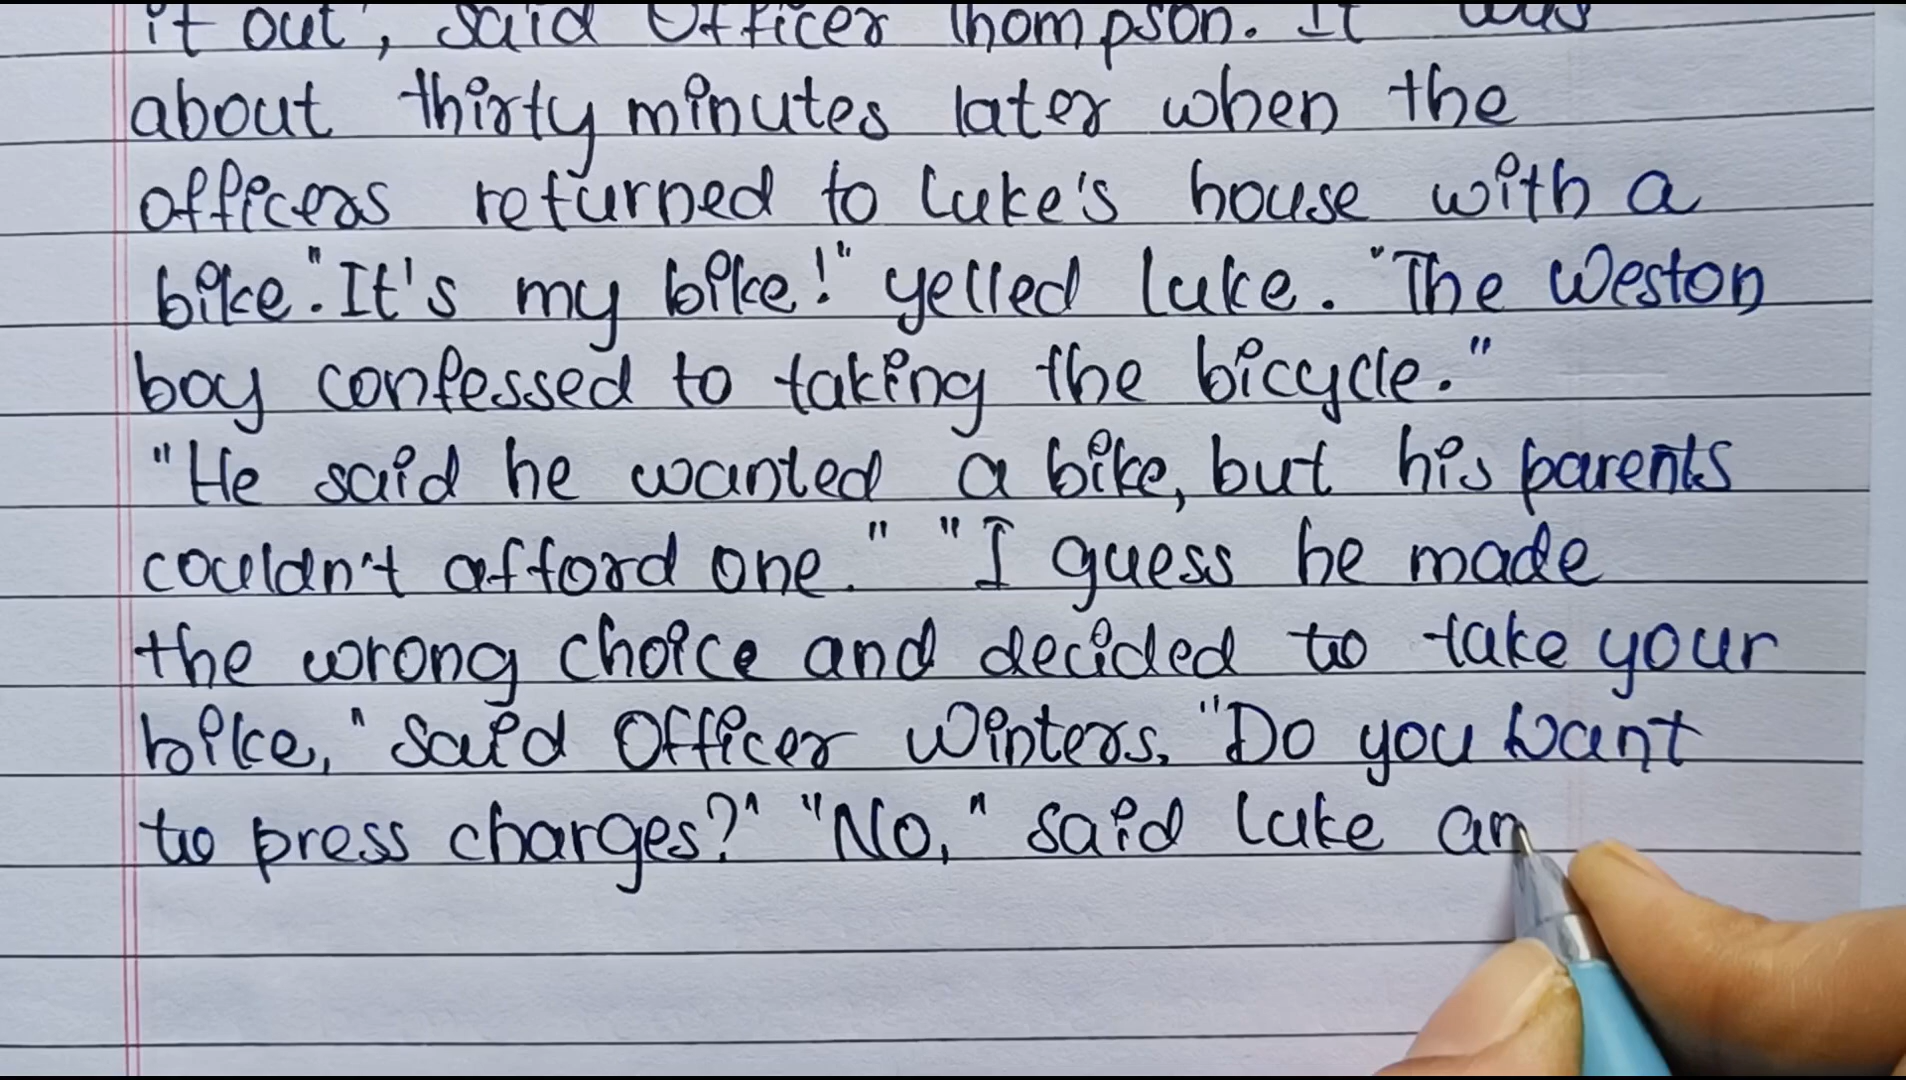 it out", said Officer Thompson. It was
about thirty minutes later when the
officers returned to Luke's house with a
bike". It's my bike!" yelled Luke. "The Weston
boy confessed to taking the bicycle."
"He said he wanted a bike, but his parents
couldn't afford one." "I guess he made
the wrong choice and decided to take your
bike," said Officer Winters. "Do you want
to press charges?" "No," said Luke an